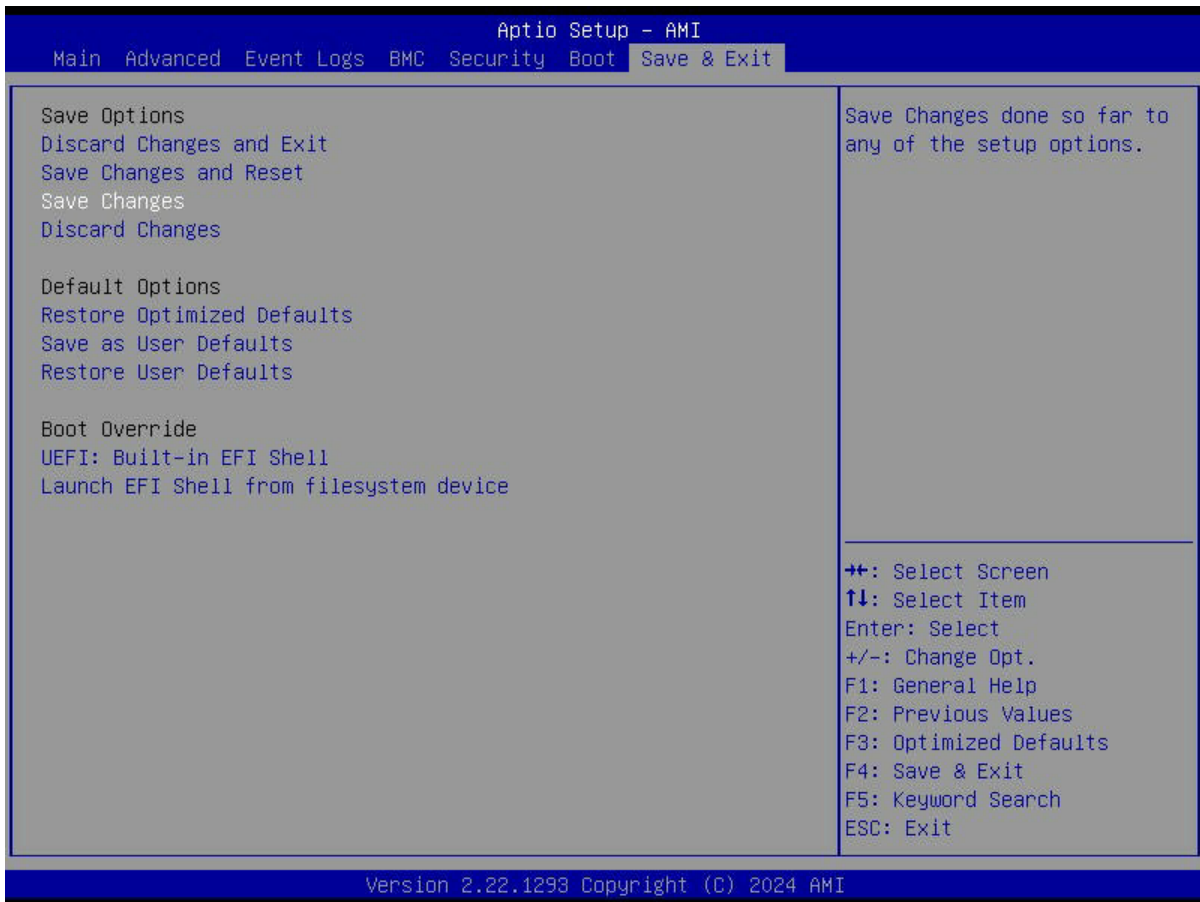 Aptio Setup – AMI
Main Advanced Event Logs BMC Security Boot Save & Exit
Save Options
Discard Changes and Exit
Save Changes and Reset
Save Changes
Discard Changes
Default Options
Restore Optimized Defaults
Save as User Defaults
Restore User Defaults
Boot Override
UEFI: Built-in EFI Shell
Launch EFI Shell from filesystem device
Save Changes done so far to
any of the setup options.
→←: Select Screen
↑↓: Select Item
Enter: Select
+/-: Change Opt.
F1: General Help
F2: Previous Values
F3: Optimized Defaults
F4: Save & Exit
F5: Keyword Search
ESC: Exit
Version 2.22.1293 Copyright (C) 2024 AMI